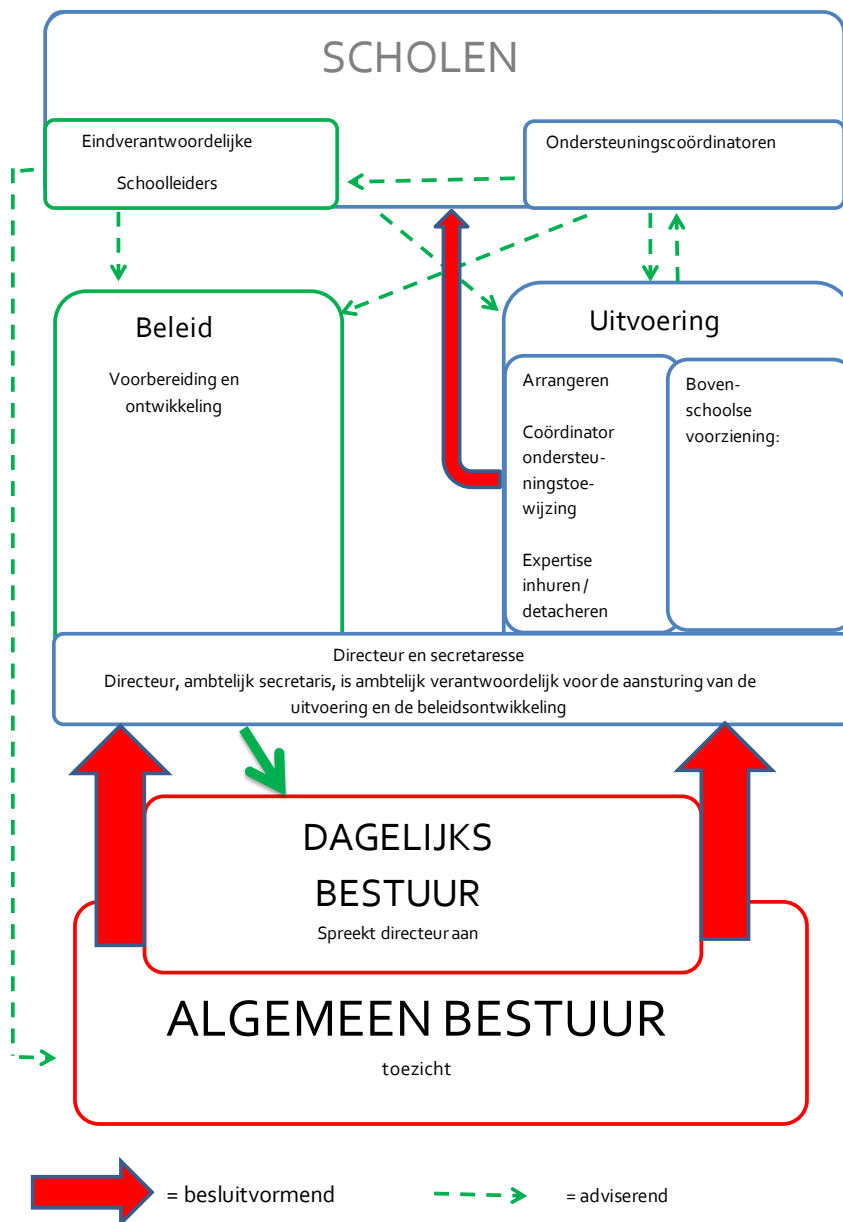 SCHOLEN
Eindverantwoordelijke
Schoolleiders
Ondersteuningscoördinatoren
Beleid
Voorbereiding en
ontwikkeling
Uitvoering
Arrangeren
Coördinator
ondersteu-
ningstoe-
wijzing
Expertise
inhuren /
detacheren
Boven-
schoolse
voorziening:
Directeur en secretaresse
Directeur, ambtelijk secretaris, is ambtelijk verantwoordelijk voor de aansturing van de
uitvoering en de beleidsontwikkeling
DAGELIJKS
BESTUUR
Spreekt directeur aan
ALGEMEEN BESTUUR
toezicht
= besluitvormend
= adviserend